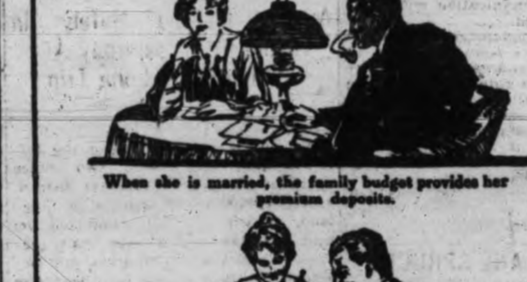 When she is married, the family budget provides her
premium deposits.